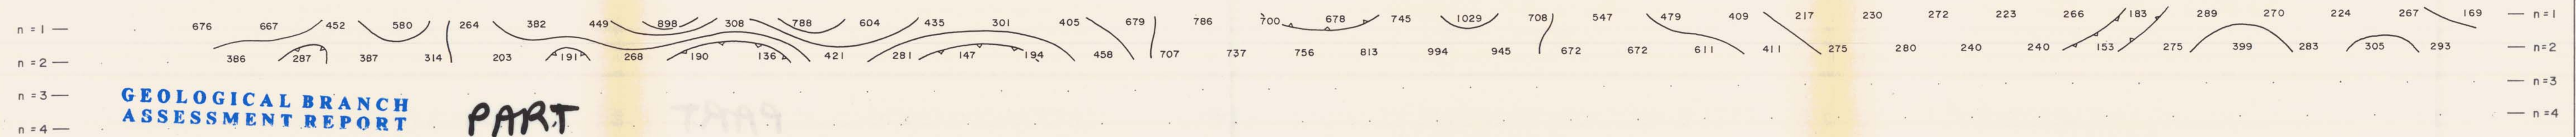 n = 1 — 676 667 452 580 264 382 449 898 308 788 604 435 301 405 679 786 700 678 745 1029 708 547 479 409 217 230 272 223 266 183 289 270 224 267 169 — n = 1
n = 2 — 386 287 387 314 203 191 268 190 136 421 281 147 194 458 707 737 756 813 994 945 672 672 611 411 275 280 240 240 153 275 399 283 305 293 — n=2
n = 3 — — n=3
GEOLOGICAL BRANCH
ASSESSMENT REPORT
PART
n = 4 — — n=4